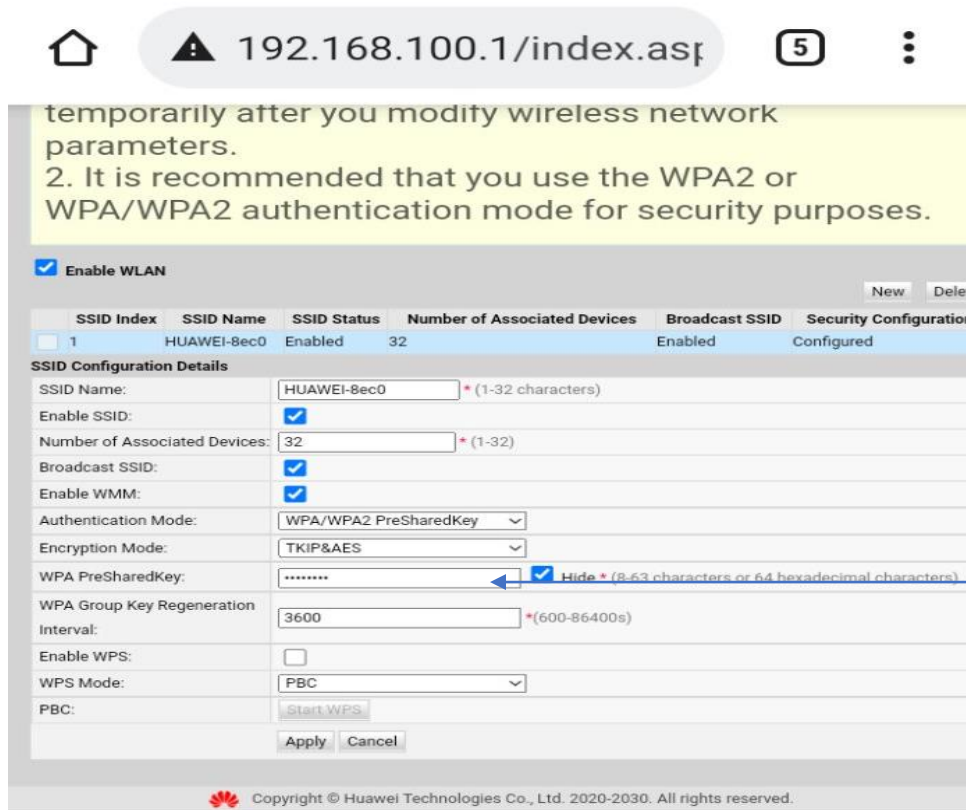 192.168.100.1/index.asp
5
temporarily after you modify wireless network
parameters.
2. It is recommended that you use the WPA2 or
WPA/WPA2 authentication mode for security purposes.
Enable WLAN
New Dele
SSID Index SSID Name SSID Status Number of Associated Devices Broadcast SSID Security Configuration
1 HUAWEI-8ec0 Enabled 32 Enabled Configured
SSID Configuration Details
SSID Name: HUAWEI-8ec0 * (1-32 characters)
Enable SSID:
Number of Associated Devices: 32 * (1-32)
Broadcast SSID:
Enable WMM:
Authentication Mode: WPA/WPA2 PreSharedKey
Encryption Mode: TKIP&AES
WPA PreSharedKey: •••••••• Hide * (8-63 characters or 64 hexadecimal characters)
WPA Group Key Regeneration
Interval: 3600 *(600-86400s)
Enable WPS:
WPS Mode: PBC
PBC: Start WPS
Apply Cancel
Copyright © Huawei Technologies Co., Ltd. 2020-2030. All rights reserved.